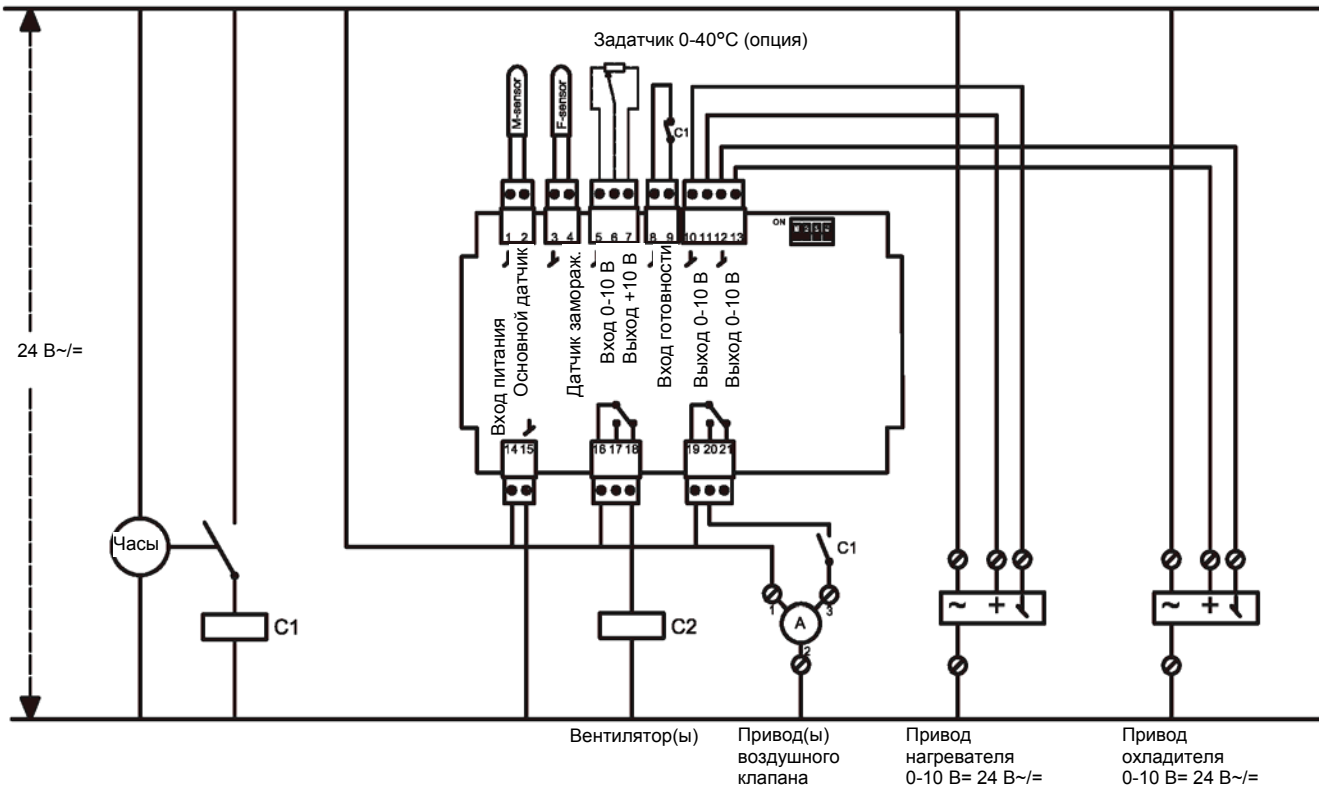 Задатчик 0-40°C (опция)
M-sensor
F-sensor
C1
ON
1 2
3 4
5 6 7
8 9
10 11 12 13
24 В~/=
Вход питания
Основной датчик
Датчик замораж.
Вход 0-10 В
Выход +10 В
Вход готовности
Выход 0-10 В
Выход 0-10 В
14 15
16 17 18
19 20 21
Часы
C1
C1
C2
1
3
A
2
~ +
~ +
Вентилятор(ы)
Привод(ы)
воздушного
клапана
Привод
нагревателя
0-10 В= 24 В~/=
Привод
охладителя
0-10 В= 24 В~/=